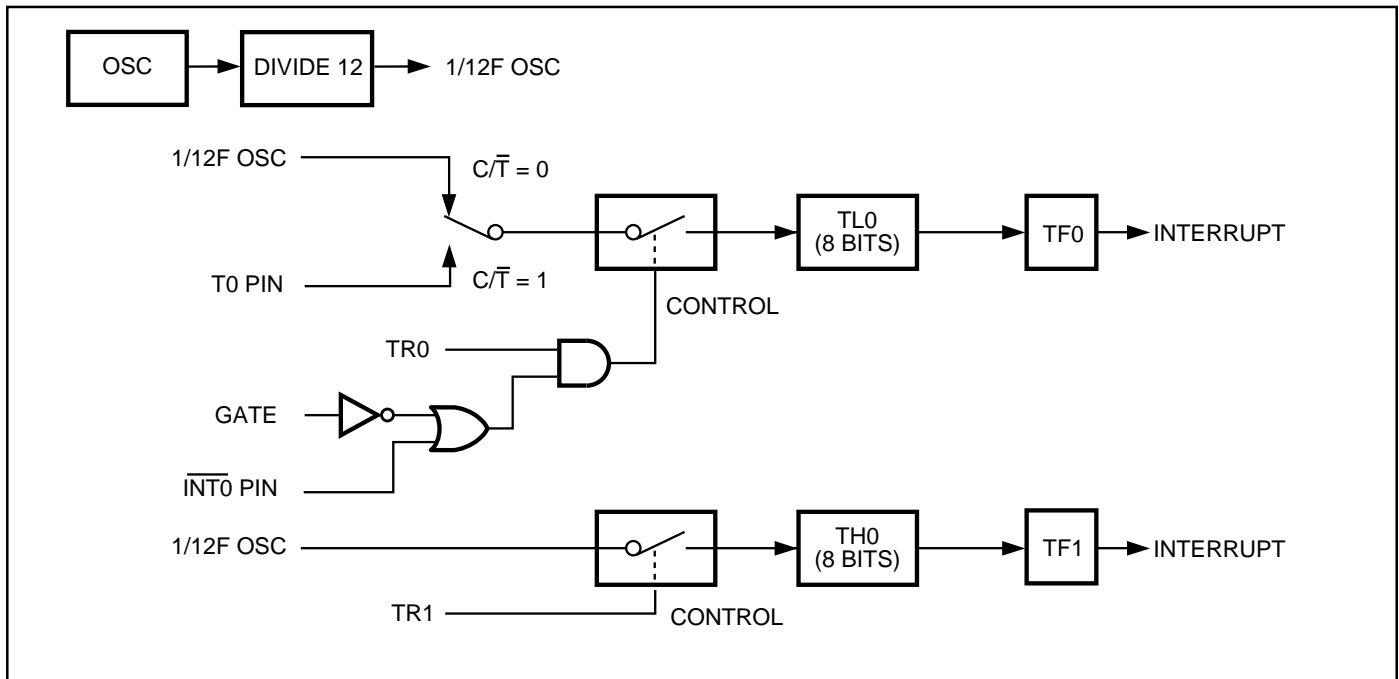 OSC
DIVIDE 12
1/12F OSC
1/12F OSC
C/T̅ = 0
TL0
(8 BITS)
TF0
INTERRUPT
T0 PIN
C/T̅ = 1
CONTROL
TR0
GATE
I̅N̅T̅0̅ PIN
1/12F OSC
TH0
(8 BITS)
TF1
INTERRUPT
TR1
CONTROL